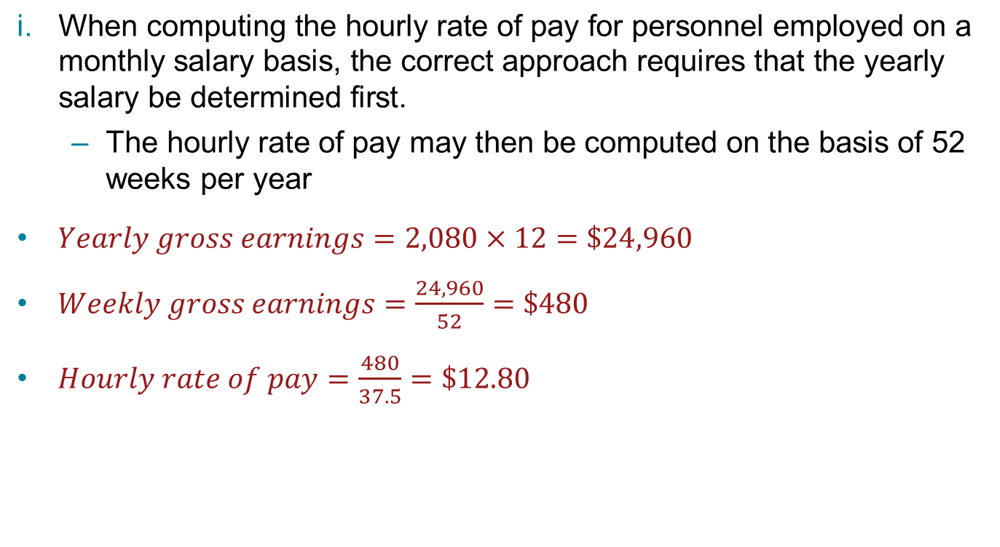 i. When computing the hourly rate of pay for personnel employed on a
monthly salary basis, the correct approach requires that the yearly
salary be determined first.
– The hourly rate of pay may then be computed on the basis of 52
weeks per year
• Yearly gross earnings = 2,080 × 12 = $24,960
• Weekly gross earnings = 24,960/52 = $480
• Hourly rate of pay = 480/37.5 = $12.80